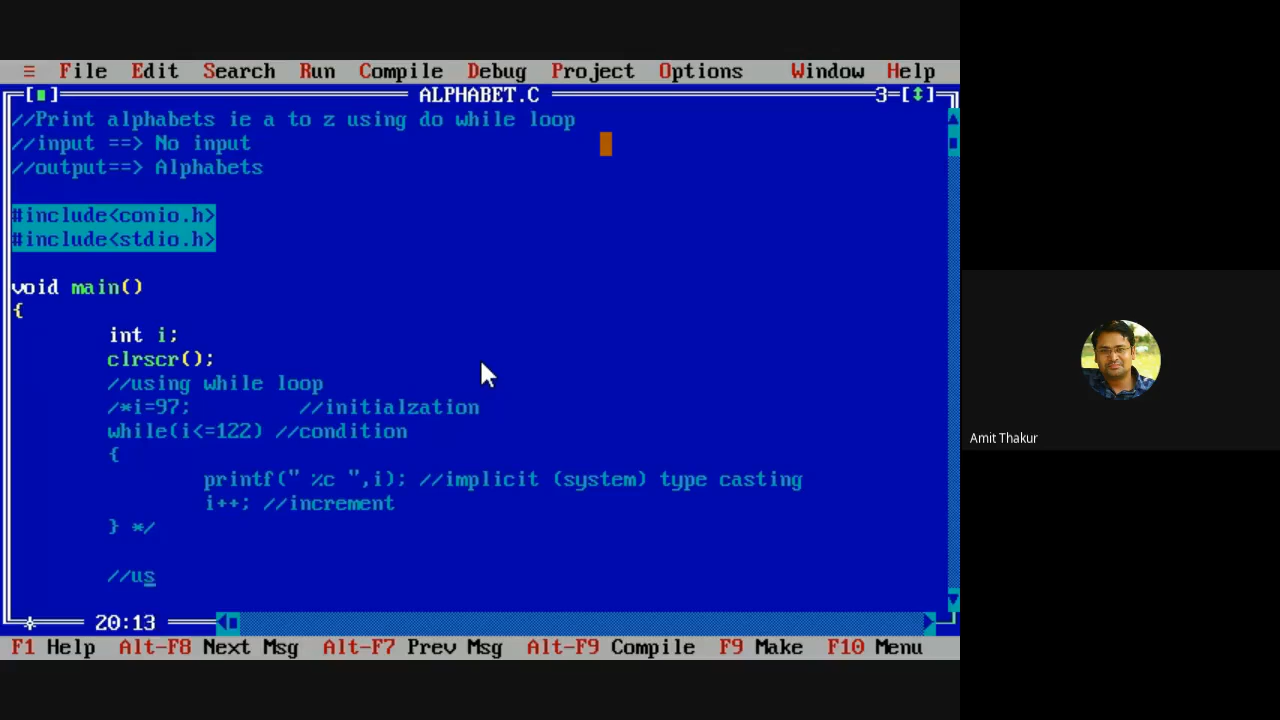 ≡ File Edit Search Run Compile Debug Project Options Window Help
[■] ALPHABET.C 3=[↕]
//Print alphabets ie a to z using do while loop
//input ==> No input
//output==> Alphabets
#include<conio.h>
#include<stdio.h>
void main()
{
int i;
clrscr();
//using while loop
/*i=97; //initialzation
while(i<=122) //condition
{
printf(" %c ",i); //implicit (system) type casting
i++; //increment
} */
//us
20:13
F1 Help Alt-F8 Next Msg Alt-F7 Prev Msg Alt-F9 Compile F9 Make F10 Menu
Amit Thakur